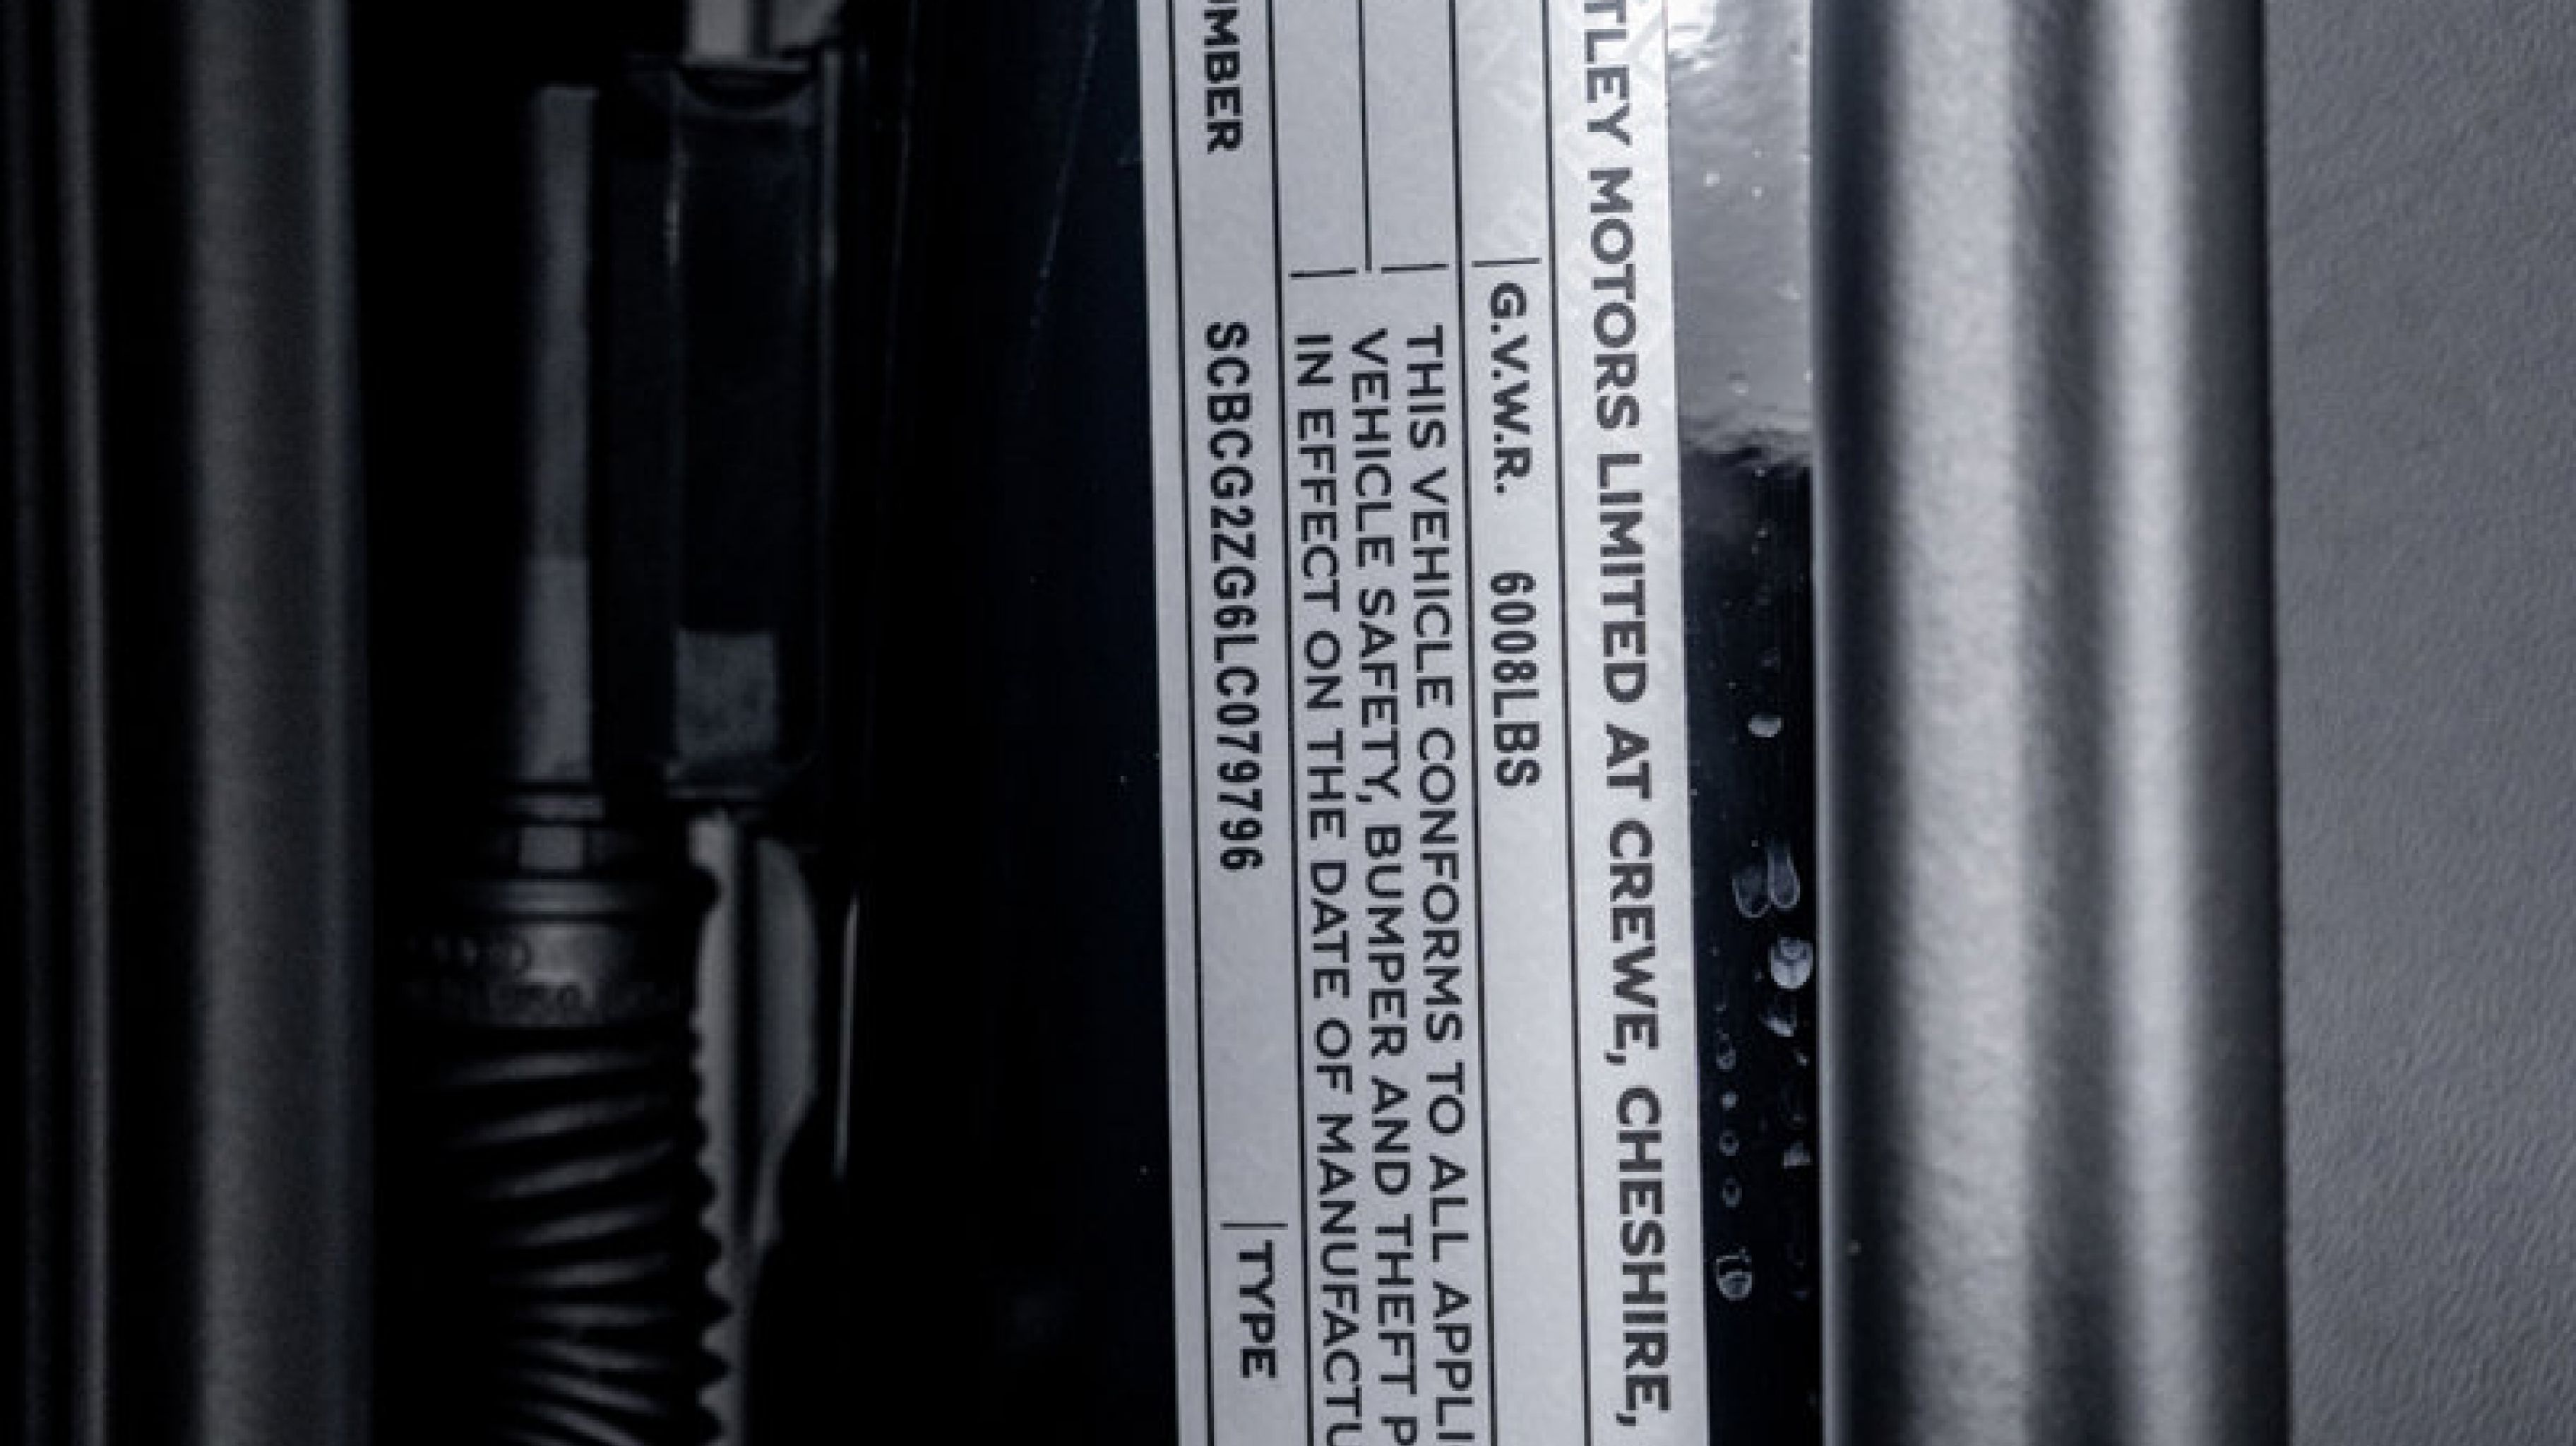 TLEY MOTORS LIMITED AT CREWE, CHESHIRE,
G.V.W.R. 6008LBS
THIS VEHICLE CONFORMS TO ALL APPLI
VEHICLE SAFETY, BUMPER AND THEFT P
IN EFFECT ON THE DATE OF MANUFACTU
UMBER SCBCG2ZG6LC079796 TYPE